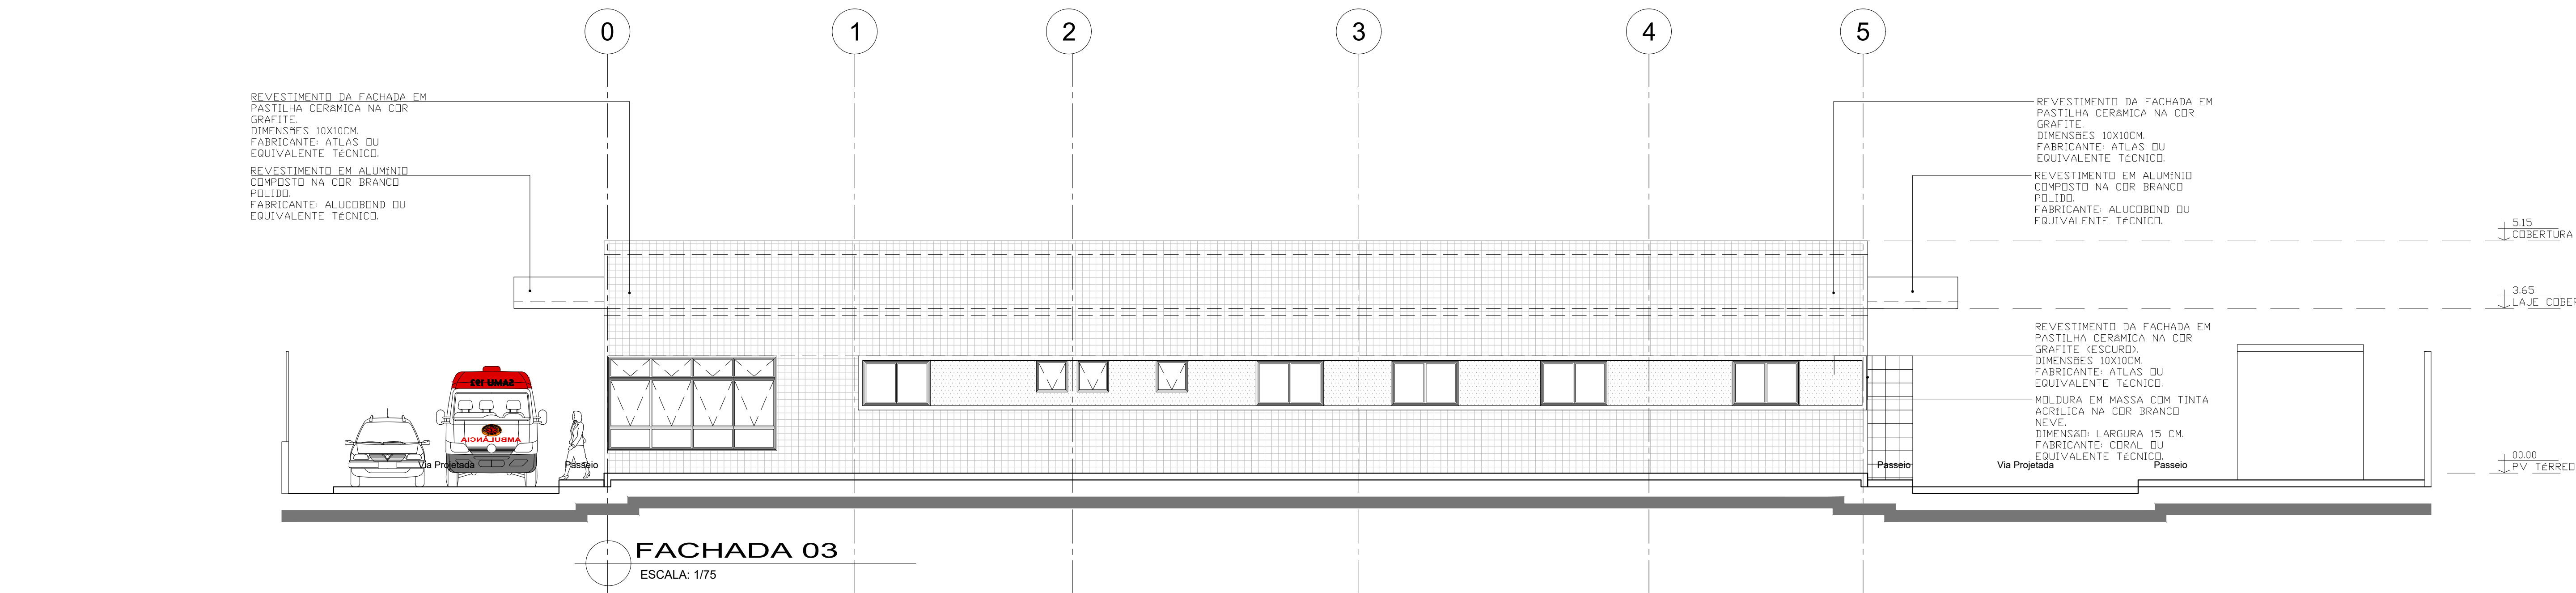 0
1
2
3
4
5
REVESTIMENTO DA FACHADA EM
PASTILHA CERÂMICA NA COR
GRAFITE.
DIMENSÕES 10X10CM.
FABRICANTE: ATLAS OU
EQUIVALENTE TÉCNICO.
REVESTIMENTO EM ALUMÍNIO
COMPOSTO NA COR BRANCO
POLIDO.
FABRICANTE: ALUCOBOND OU
EQUIVALENTE TÉCNICO.
REVESTIMENTO DA FACHADA EM
PASTILHA CERÂMICA NA COR
GRAFITE.
DIMENSÕES 10X10CM.
FABRICANTE: ATLAS OU
EQUIVALENTE TÉCNICO.
REVESTIMENTO EM ALUMÍNIO
COMPOSTO NA COR BRANCO
POLIDO.
FABRICANTE: ALUCOBOND OU
EQUIVALENTE TÉCNICO.
5.15
COBERTURA
3.65
LAJE COBER
REVESTIMENTO DA FACHADA EM
PASTILHA CERÂMICA NA COR
GRAFITE (ESCURO).
DIMENSÕES 10X10CM.
FABRICANTE: ATLAS OU
EQUIVALENTE TÉCNICO.
MOLDURA EM MASSA COM TINTA
ACRÍLICA NA COR BRANCO
NEVE.
DIMENSÃO: LARGURA 15 CM.
FABRICANTE: CORAL OU
EQUIVALENTE TÉCNICO.
00.00
PV TÉRREO
SAMU 192
AMBULÂNCIA
Via Projetada
Passeio
Passeio
Via Projetada
Passeio
FACHADA 03
ESCALA: 1/75